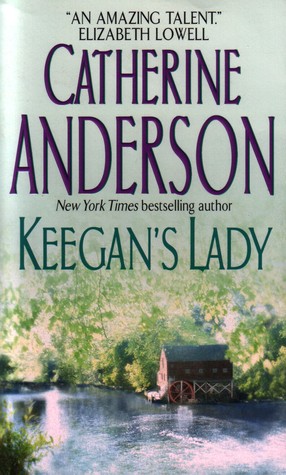 "AN AMAZING TALENT."
ELIZABETH LOWELL
CATHERINE
ANDERSON
New York Times bestselling author
KEEGAN'S LADY